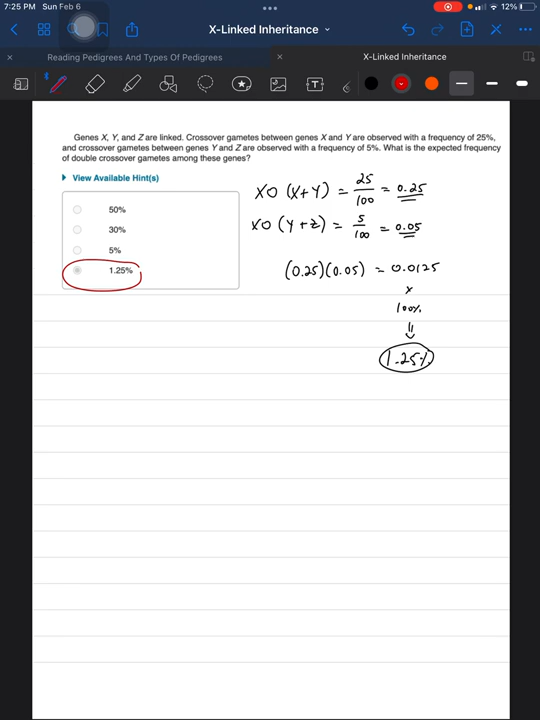 7:25 PM Sun Feb 6
12%
X-Linked Inheritance
Reading Pedigrees And Types Of Pedigrees
X-Linked Inheritance
Genes X, Y, and Z are linked. Crossover gametes between genes X and Y are observed with a frequency of 25%,
and crossover gametes between genes Y and Z are observed with a frequency of 5%. What is the expected frequency
of double crossover gametes among these genes?
View Available Hint(s)
50%
30%
5%
1.25%
XO (X+Y) = 25/100 = 0.25
XO (Y+Z) = 5/100 = 0.05
(0.25)(0.05) = 0.0125
x
100%
=
1.25%